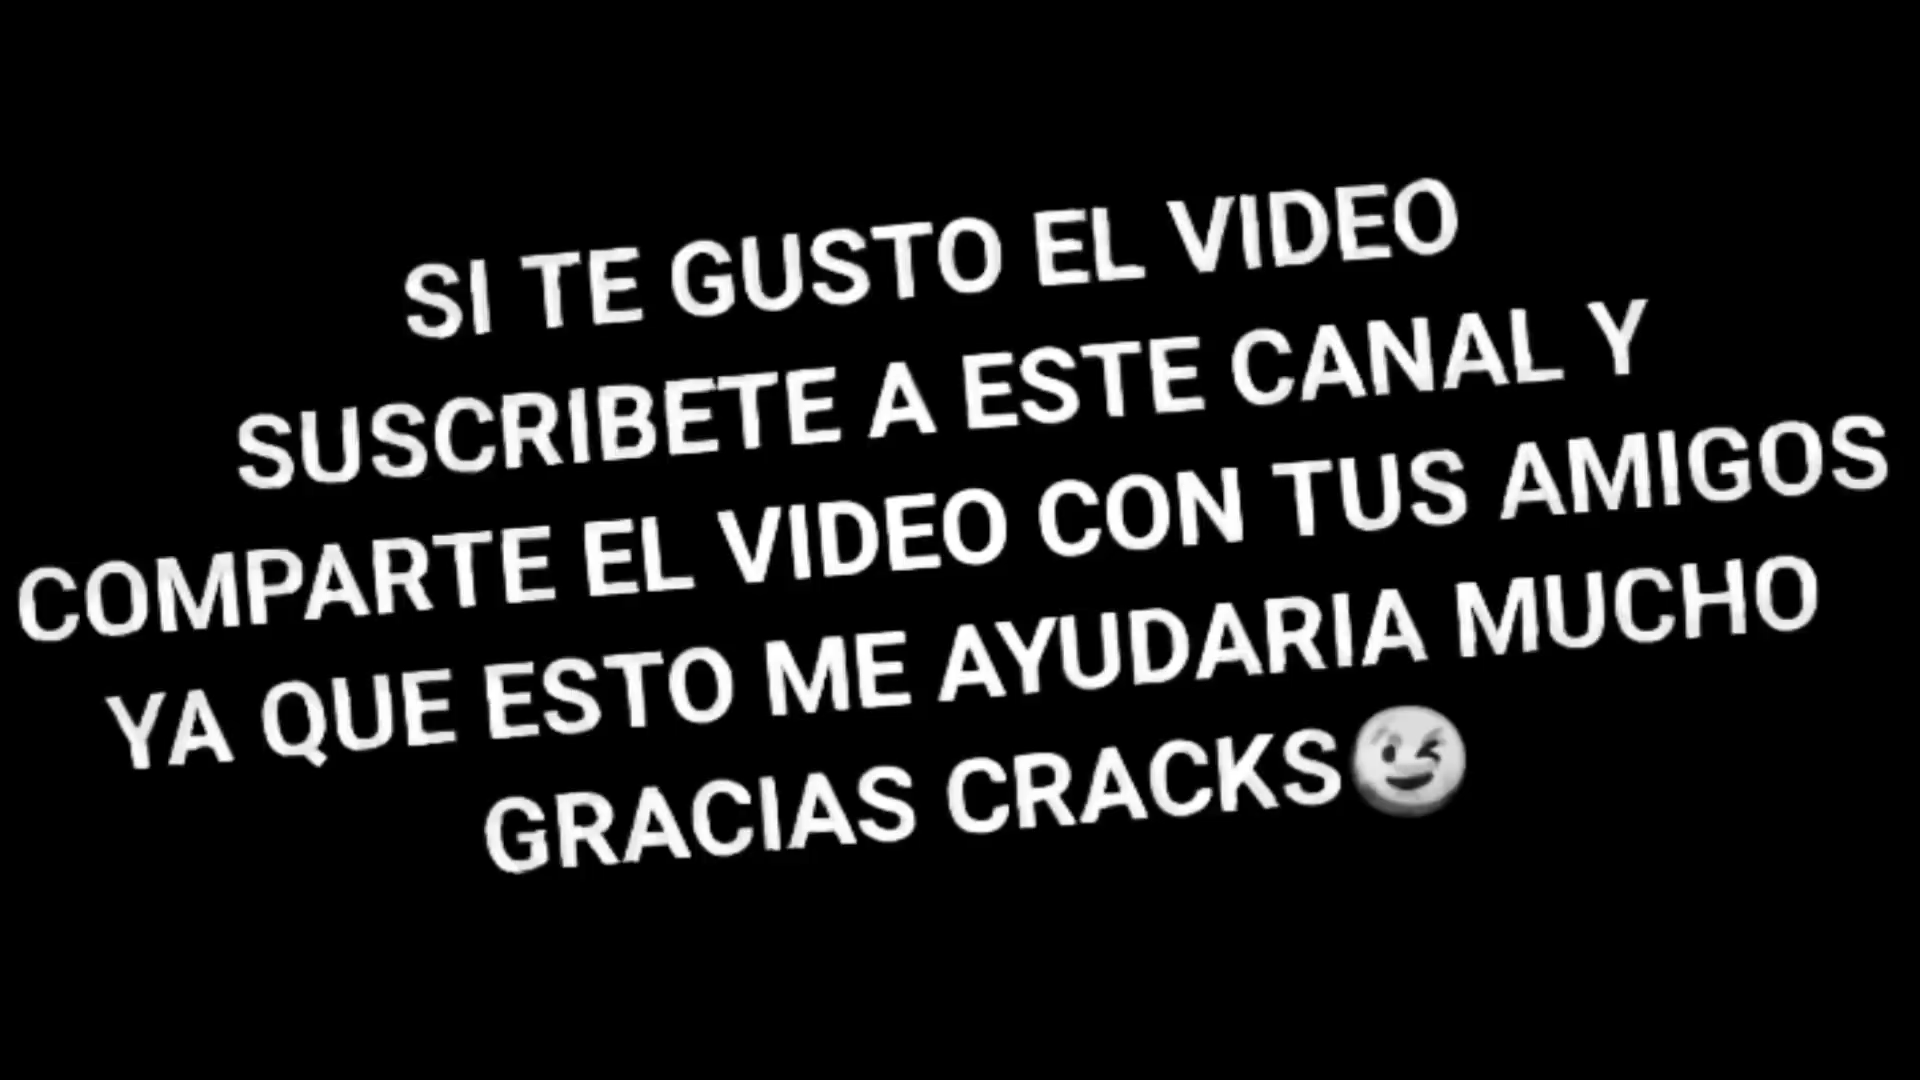 SI TE GUSTO EL VIDEO
SUSCRIBETE A ESTE CANAL Y
COMPARTE EL VIDEO CON TUS AMIGOS
YA QUE ESTO ME AYUDARIA MUCHO
GRACIAS CRACKS😉